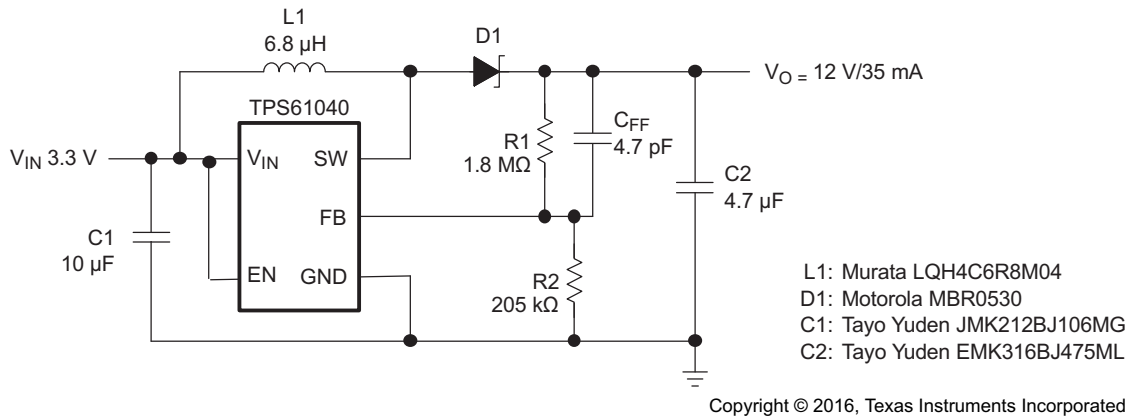 L1
6.8 µH
D1
V_O = 12 V/35 mA
TPS61040
C_FF
4.7 pF
R1
1.8 MΩ
V_IN 3.3 V
V_IN
SW
C2
4.7 µF
FB
C1
10 µF
EN
GND
R2
205 kΩ
L1: Murata LQH4C6R8M04
D1: Motorola MBR0530
C1: Tayo Yuden JMK212BJ106MG
C2: Tayo Yuden EMK316BJ475ML
Copyright © 2016, Texas Instruments Incorporated